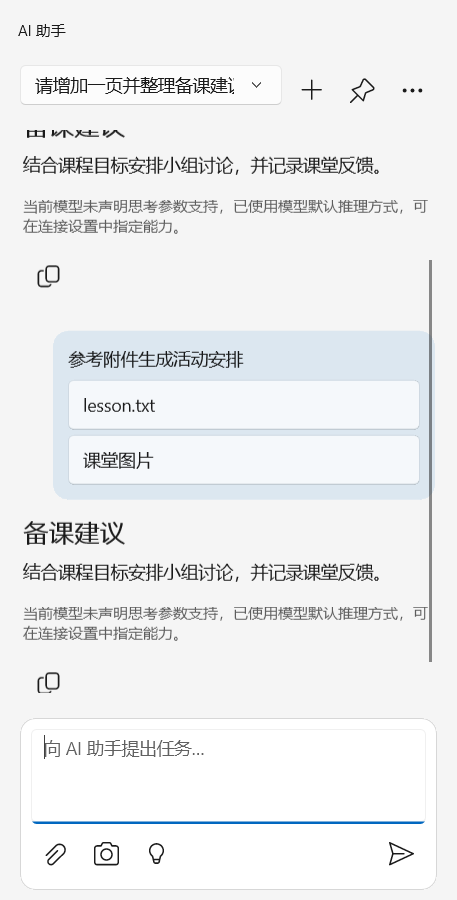 AI 助手
请增加一页并整理备课建议
备课建议
结合课程目标安排小组讨论，并记录课堂反馈。
当前模型未声明思考参数支持，已使用模型默认推理方式，可
在连接设置中指定能力。
参考附件生成活动安排
lesson.txt
课堂图片
备课建议
结合课程目标安排小组讨论，并记录课堂反馈。
当前模型未声明思考参数支持，已使用模型默认推理方式，可
在连接设置中指定能力。
向 AI 助手提出任务...